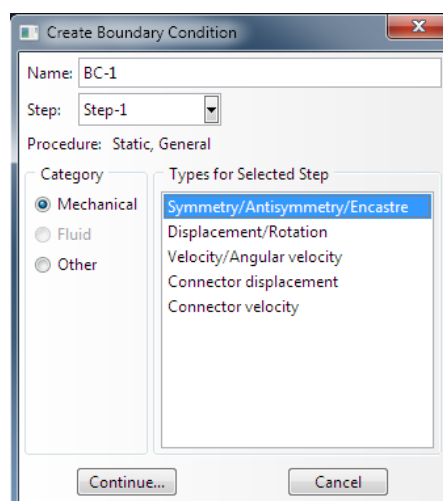 Create Boundary Condition
Name: BC-1
Step: Step-1
Procedure: Static, General
Category
Mechanical
Fluid
Other
Types for Selected Step
Symmetry/Antisymmetry/Encastre
Displacement/Rotation
Velocity/Angular velocity
Connector displacement
Connector velocity
Continue... Cancel